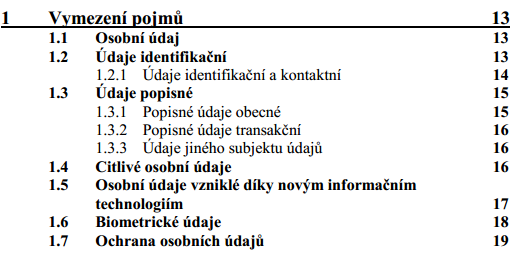 1 Vymezení pojmů 13
1.1 Osobní údaj 13
1.2 Údaje identifikační 13
1.2.1 Údaje identifikační a kontaktní 14
1.3 Údaje popisné 15
1.3.1 Popisné údaje obecné 15
1.3.2 Popisné údaje transakční 16
1.3.3 Údaje jiného subjektu údajů 16
1.4 Citlivé osobní údaje 16
1.5 Osobní údaje vzniklé díky novým informačním
technologiím 17
1.6 Biometrické údaje 18
1.7 Ochrana osobních údajů 19